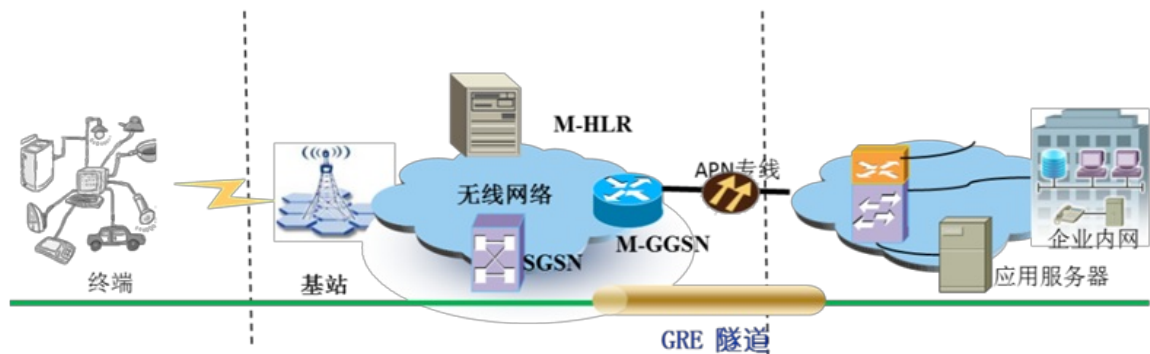 M-HLR
APN专线
无线网络
M-GGSN
SGSN
企业内网
终端
基站
应用服务器
GRE 隧道